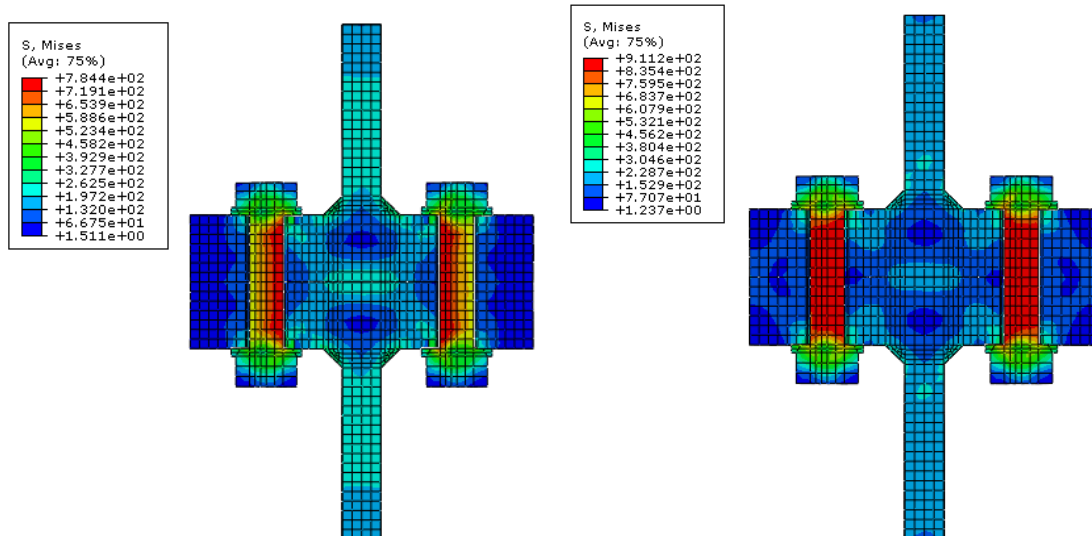 S, Mises
(Avg: 75%)
+7.844e+02
+7.191e+02
+6.539e+02
+5.886e+02
+5.234e+02
+4.582e+02
+3.929e+02
+3.277e+02
+2.625e+02
+1.972e+02
+1.320e+02
+6.675e+01
+1.511e+00
S, Mises
(Avg: 75%)
+9.112e+02
+8.354e+02
+7.595e+02
+6.837e+02
+6.079e+02
+5.321e+02
+4.562e+02
+3.804e+02
+3.046e+02
+2.287e+02
+1.529e+02
+7.707e+01
+1.237e+00